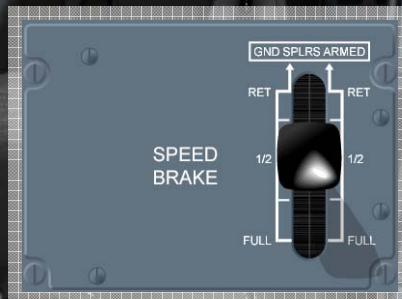 GND SPLRS ARMED
RET RET
SPEED
BRAKE
1/2 1/2
FULL FULL